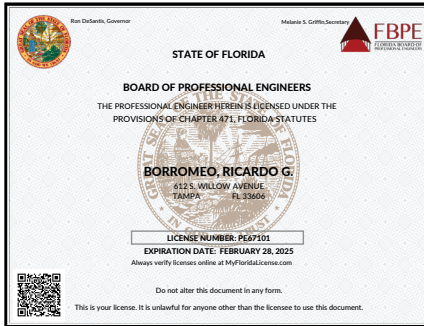 Ron DeSantis, Governor
Melanie S. Griffin,Secretary
FBPE
FLORIDA BOARD OF
PROFESSIONAL ENGINEERS
STATE OF FLORIDA
BOARD OF PROFESSIONAL ENGINEERS
THE PROFESSIONAL ENGINEER HEREIN IS LICENSED UNDER THE
PROVISIONS OF CHAPTER 471, FLORIDA STATUTES
BORROMEO, RICARDO G.
612 S. WILLOW AVENUE
TAMPA FL 33606
LICENSE NUMBER: PE67101
EXPIRATION DATE: FEBRUARY 28, 2025
Always verify licenses online at MyFloridaLicense.com
Do not alter this document in any form.
This is your license. It is unlawful for anyone other than the licensee to use this document.